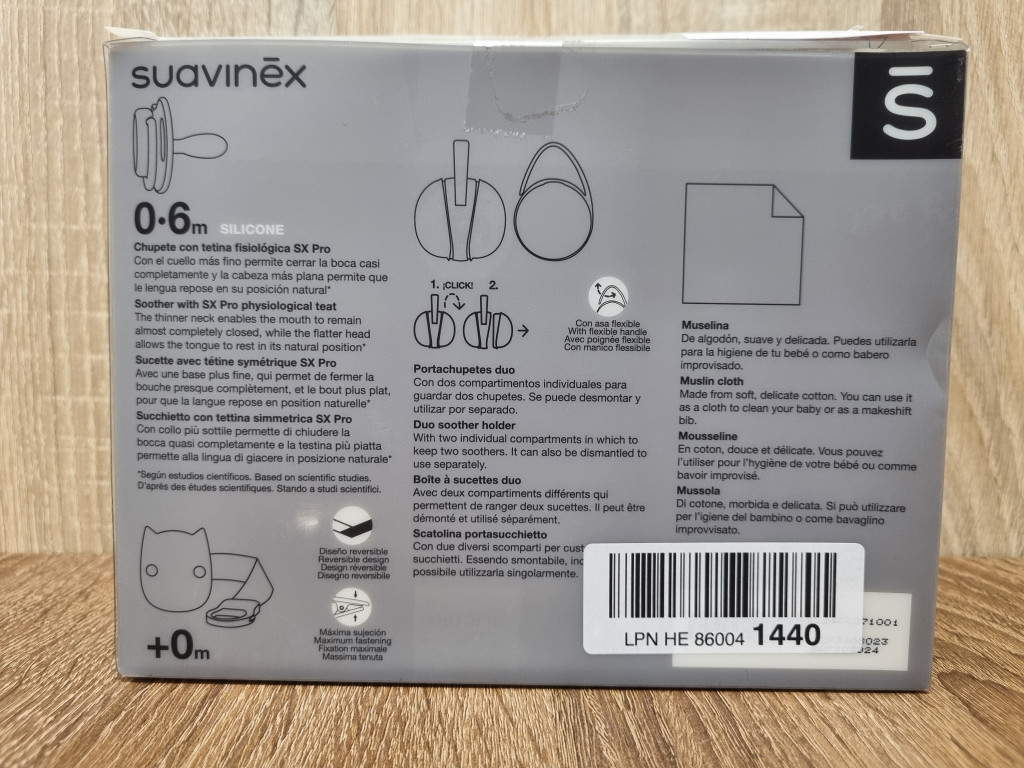 suavinēx
S̄
0·6m SILICONE
Chupete con tetina fisiológica SX Pro
Con el cuello más fino permite cerrar la boca casi
completamente y la cabeza más plana permite que
le lengua repose en su posición natural*
Soother with SX Pro physiological teat
The thinner neck enables the mouth to remain
almost completely closed, while the flatter head
allows the tongue to rest in its natural position*
Sucette avec tétine symétrique SX Pro
Avec une base plus fine, qui permet de fermer la
bouche presque complètement, et le bout plus plat,
pour que la langue repose en position naturelle*
Succhietto con tettina simmetrica SX Pro
Con collo più sottile permette di chiudere la
bocca quasi completamente e la testina più piatta
permette alla lingua di giacere in posizione naturale*
*Según estudios científicos. Based on scientific studies.
D'après des études scientifiques. Stando a studi scientifici.
Diseño reversible
Reversible design
Design réversible
Disegno reversibile
Máxima sujeción
Maximum fastening
Fixation maximale
Massima tenuta
+0m
1. ¡CLICK! 2.
Con asa flexible
With flexible handle
Avec poignée flexible
Con manico flessibile
Portachupetes duo
Con dos compartimentos individuales para
guardar dos chupetes. Se puede desmontar y
utilizar por separado.
Duo soother holder
With two individual compartments in which to
keep two soothers. It can also be dismantled to
use separately.
Boîte à sucettes duo
Avec deux compartiments différents qui
permettent de ranger deux sucettes. Il peut être
démonté et utilisé séparément.
Scatolina portasucchietto
Con due diversi scomparti per
succhietti. Essendo smontabile,
possibile utilizzarla singolarmente.
Muselina
De algodón, suave y delicada. Puedes utilizarla
para la higiene de tu bebé o como babero
improvisado.
Muslin cloth
Made from soft, delicate cotton. You can use it
as a cloth to clean your baby or as a makeshift
bib.
Mousseline
En coton, douce et délicate. Vous pouvez
l'utiliser pour l'hygiène de votre bébé ou comme
bavoir improvisé.
Mussola
Di cotone, morbida e delicata. Si può utilizzare
per l'igiene del bambino o come bavaglino
improvvisato.
LPN HE 86004 1440